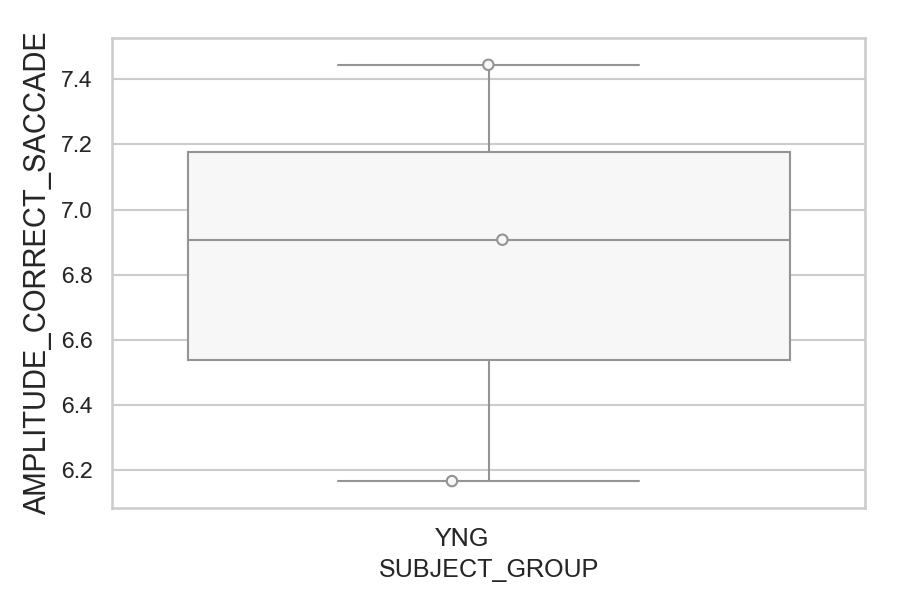 AMPLITUDE_CORRECT_SACCADE
7.4
7.2
7.0
6.8
6.6
6.4
6.2
YNG
SUBJECT_GROUP